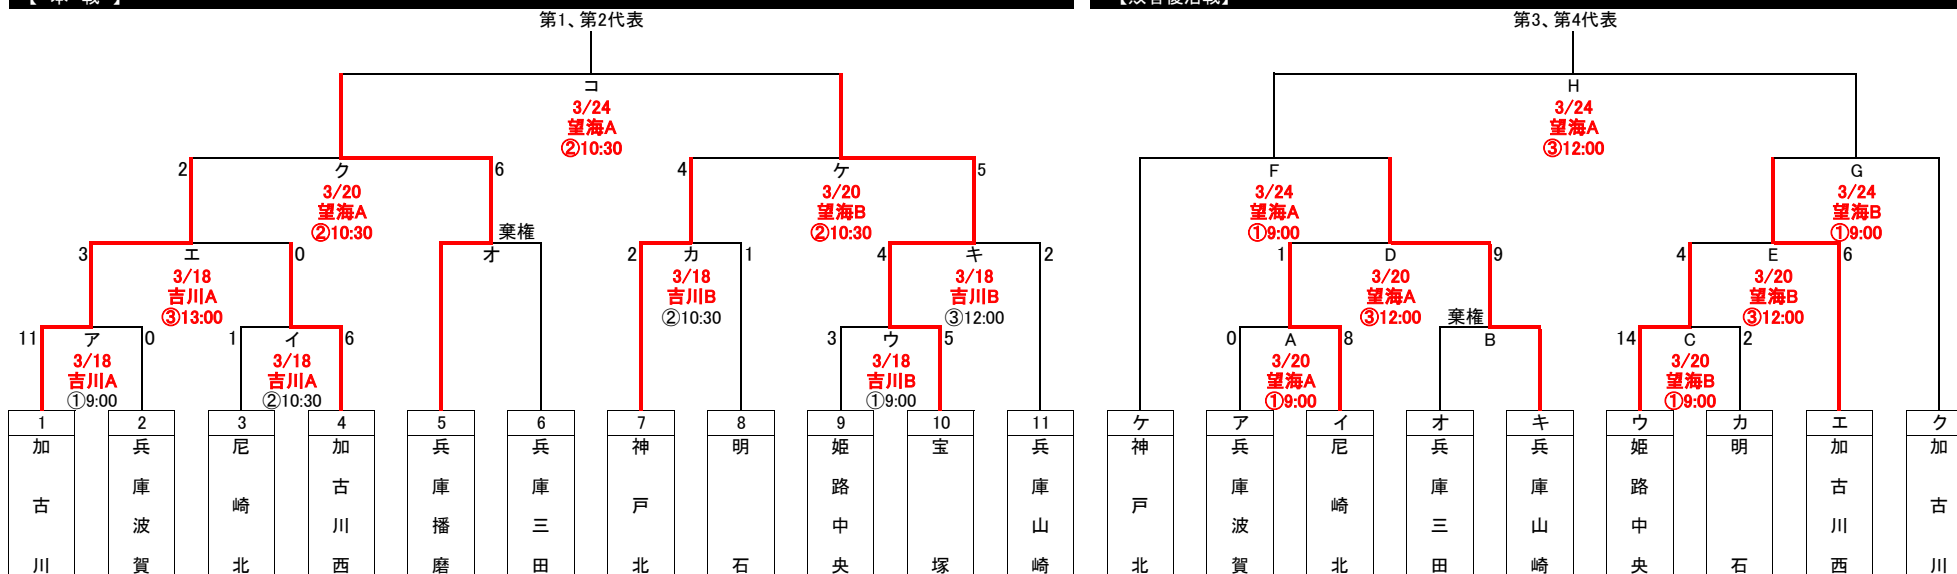 【 本 戦 】
【敗者復活戦】
第1、第2代表
第3、第4代表
コ
3/24
望海A
②10:30
H
3/24
望海A
③12:00
2
ク
6
3/20
望海A
②10:30
4
ケ
5
3/20
望海B
②10:30
F
3/24
望海A
①9:00
G
3/24
望海B
①9:00
3
エ
0
3/18
吉川A
③13:00
棄権
オ
2
カ
1
3/18
吉川B
②10:30
4
キ
2
3/18
吉川B
③12:00
1
D
9
3/20
望海A
③12:00
4
E
6
3/20
望海B
③12:00
11
ア
0
3/18
吉川A
①9:00
1
イ
6
3/18
吉川A
②10:30
3
ウ
5
3/18
吉川B
①9:00
0
A
8
3/20
望海A
①9:00
棄権
B
14
C
2
3/20
望海B
①9:00
1
加古川
2
兵庫波賀
3
尼崎北
4
加古川西
5
兵庫播磨
6
兵庫三田
7
神戸北
8
明石
9
姫路中央
10
宝塚
11
兵庫山崎
ケ
神戸北
ア
兵庫波賀
イ
尼崎北
オ
兵庫三田
キ
兵庫山崎
ウ
姫路中央
カ
明石
エ
加古川西
ク
加古川